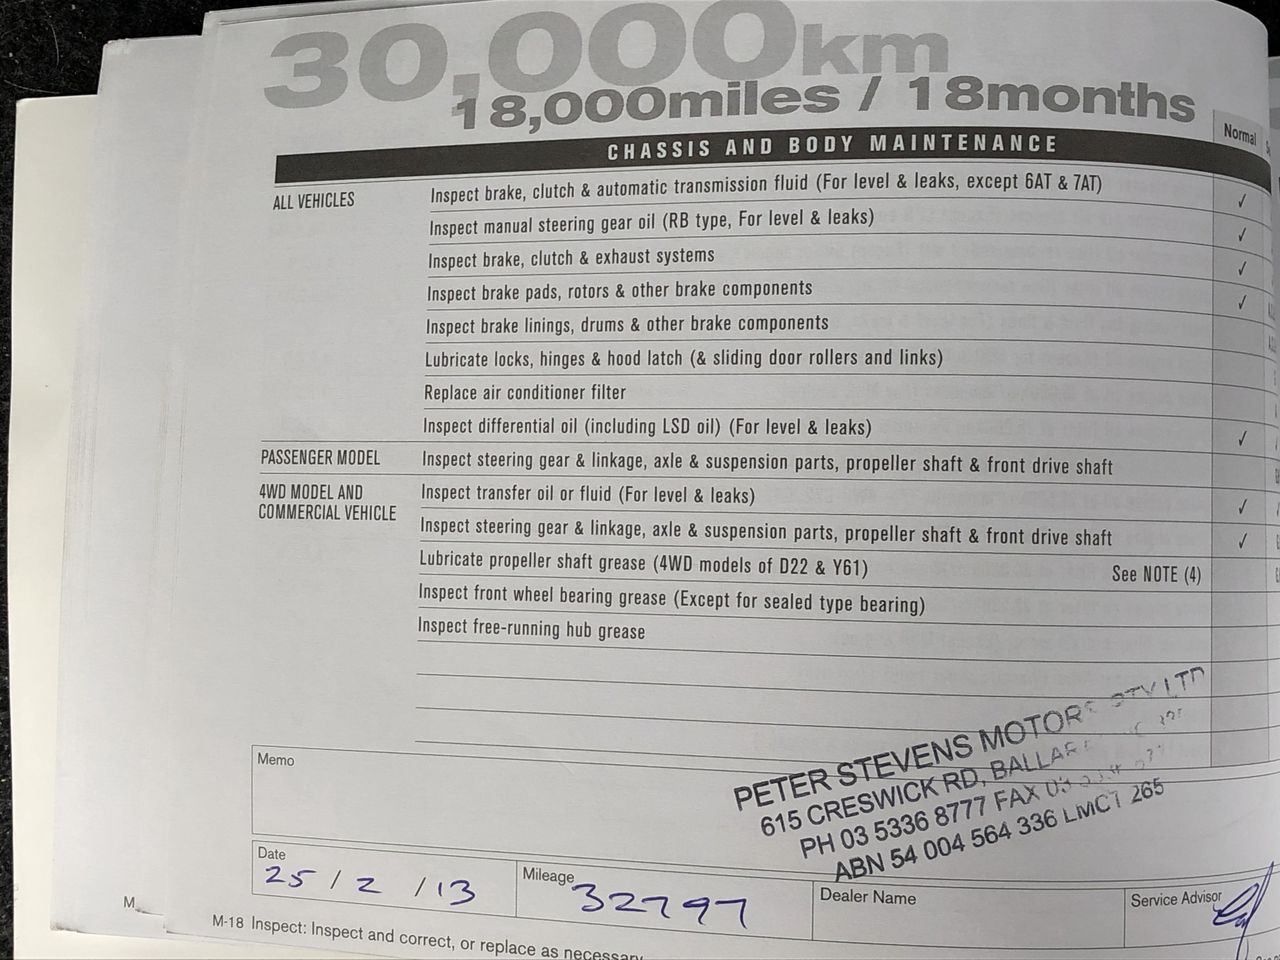 30,000km
18,000miles / 18months
Normal
CHASSIS AND BODY MAINTENANCE
ALL VEHICLES
Inspect brake, clutch & automatic transmission fluid (For level & leaks, except 6AT & 7AT) ✓
Inspect manual steering gear oil (RB type, For level & leaks) ✓
Inspect brake, clutch & exhaust systems ✓
Inspect brake pads, rotors & other brake components ✓
Inspect brake linings, drums & other brake components
Lubricate locks, hinges & hood latch (& sliding door rollers and links)
Replace air conditioner filter
Inspect differential oil (including LSD oil) (For level & leaks) ✓
PASSENGER MODEL Inspect steering gear & linkage, axle & suspension parts, propeller shaft & front drive shaft
4WD MODEL AND
COMMERCIAL VEHICLE
Inspect transfer oil or fluid (For level & leaks) ✓
Inspect steering gear & linkage, axle & suspension parts, propeller shaft & front drive shaft ✓
Lubricate propeller shaft grease (4WD models of D22 & Y61) See NOTE (4)
Inspect front wheel bearing grease (Except for sealed type bearing)
Inspect free-running hub grease
PETER STEVENS MOTORS PTY LTD
615 CRESWICK RD, BALLAR
PH 03 5336 8777 FAX 03
ABN 54 004 564 336 LMCT 265
Memo
Date
25/2/13
Mileage
32797
Dealer Name
Service Advisor
M-18 Inspect: Inspect and correct, or replace as necessary